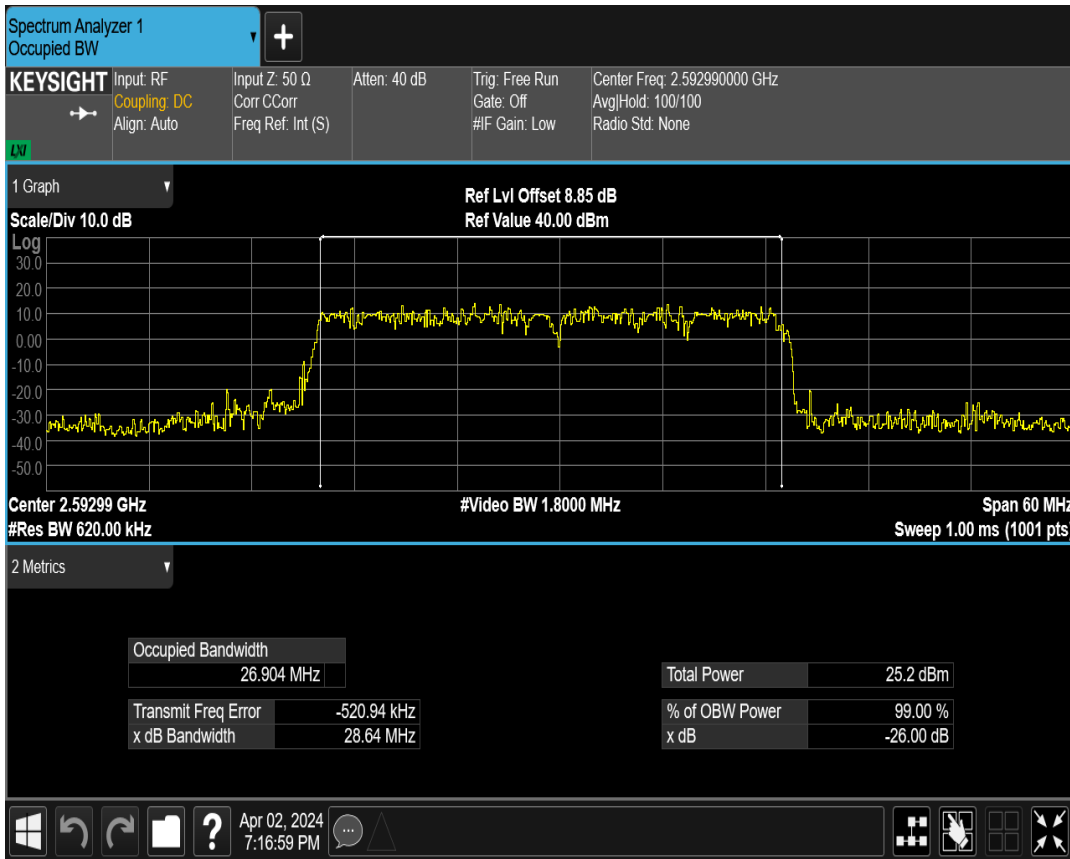 Spectrum Analyzer 1
Occupied BW
+
KEYSIGHT
LXI
Input: RF
Coupling: DC
Align: Auto
Input Z: 50 Ω
Corr CCorr
Freq Ref: Int (S)
Atten: 40 dB
Trig: Free Run
Gate: Off
#IF Gain: Low
Center Freq: 2.592990000 GHz
Avg|Hold: 100/100
Radio Std: None
1 Graph
Scale/Div 10.0 dB
Ref Lvl Offset 8.85 dB
Ref Value 40.00 dBm
Log
30.0
20.0
10.0
0.00
-10.0
-20.0
-30.0
-40.0
-50.0
Center 2.59299 GHz
#Video BW 1.8000 MHz
Span 60 MHz
#Res BW 620.00 kHz
Sweep 1.00 ms (1001 pts)
2 Metrics
Occupied Bandwidth
26.904 MHz
Total Power 25.2 dBm
Transmit Freq Error -520.94 kHz
% of OBW Power 99.00 %
x dB Bandwidth 28.64 MHz
x dB -26.00 dB
?
Apr 02, 2024
7:16:59 PM